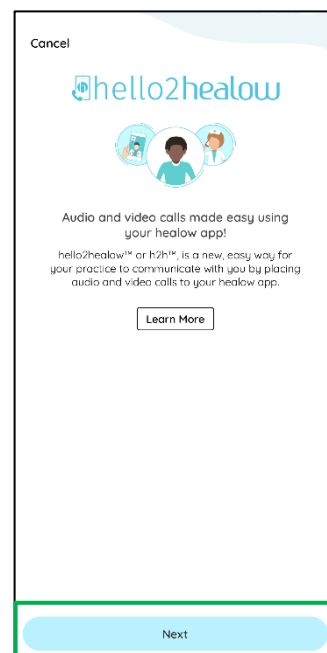 Cancel
hello2healow
Audio and video calls made easy using
your healow app!
hello2healow™ or h2h™, is a new, easy way for
your practice to communicate with you by placing
audio and video calls to your healow app.
Learn More
Next